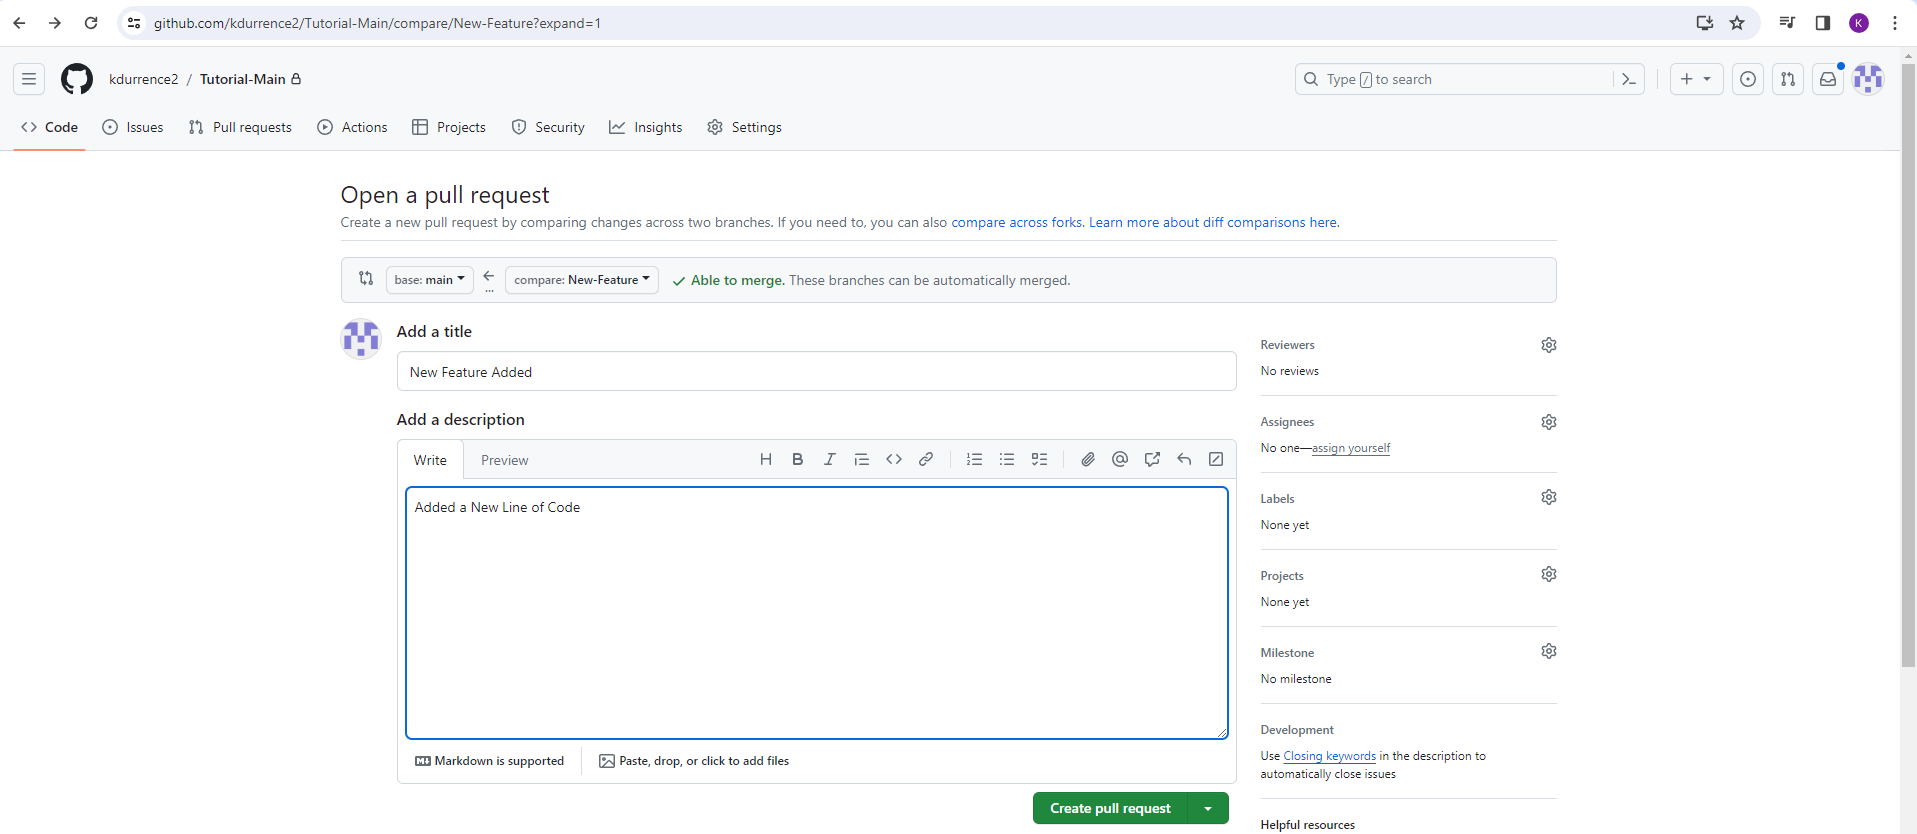 github.com/kdurrence2/Tutorial-Main/compare/New-Feature?expand=1
K
kdurrence2 / Tutorial-Main
Type / to search
Code Issues Pull requests Actions Projects Security Insights Settings
Open a pull request
Create a new pull request by comparing changes across two branches. If you need to, you can also compare across forks. Learn more about diff comparisons here.
base: main ... compare: New-Feature Able to merge. These branches can be automatically merged.
Add a title
New Feature Added
Add a description
Write Preview
Added a New Line of Code
Markdown is supported
Paste, drop, or click to add files
Create pull request
Reviewers
No reviews
Assignees
No one—assign yourself
Labels
None yet
Projects
None yet
Milestone
No milestone
Development
Use Closing keywords in the description to
automatically close issues
Helpful resources